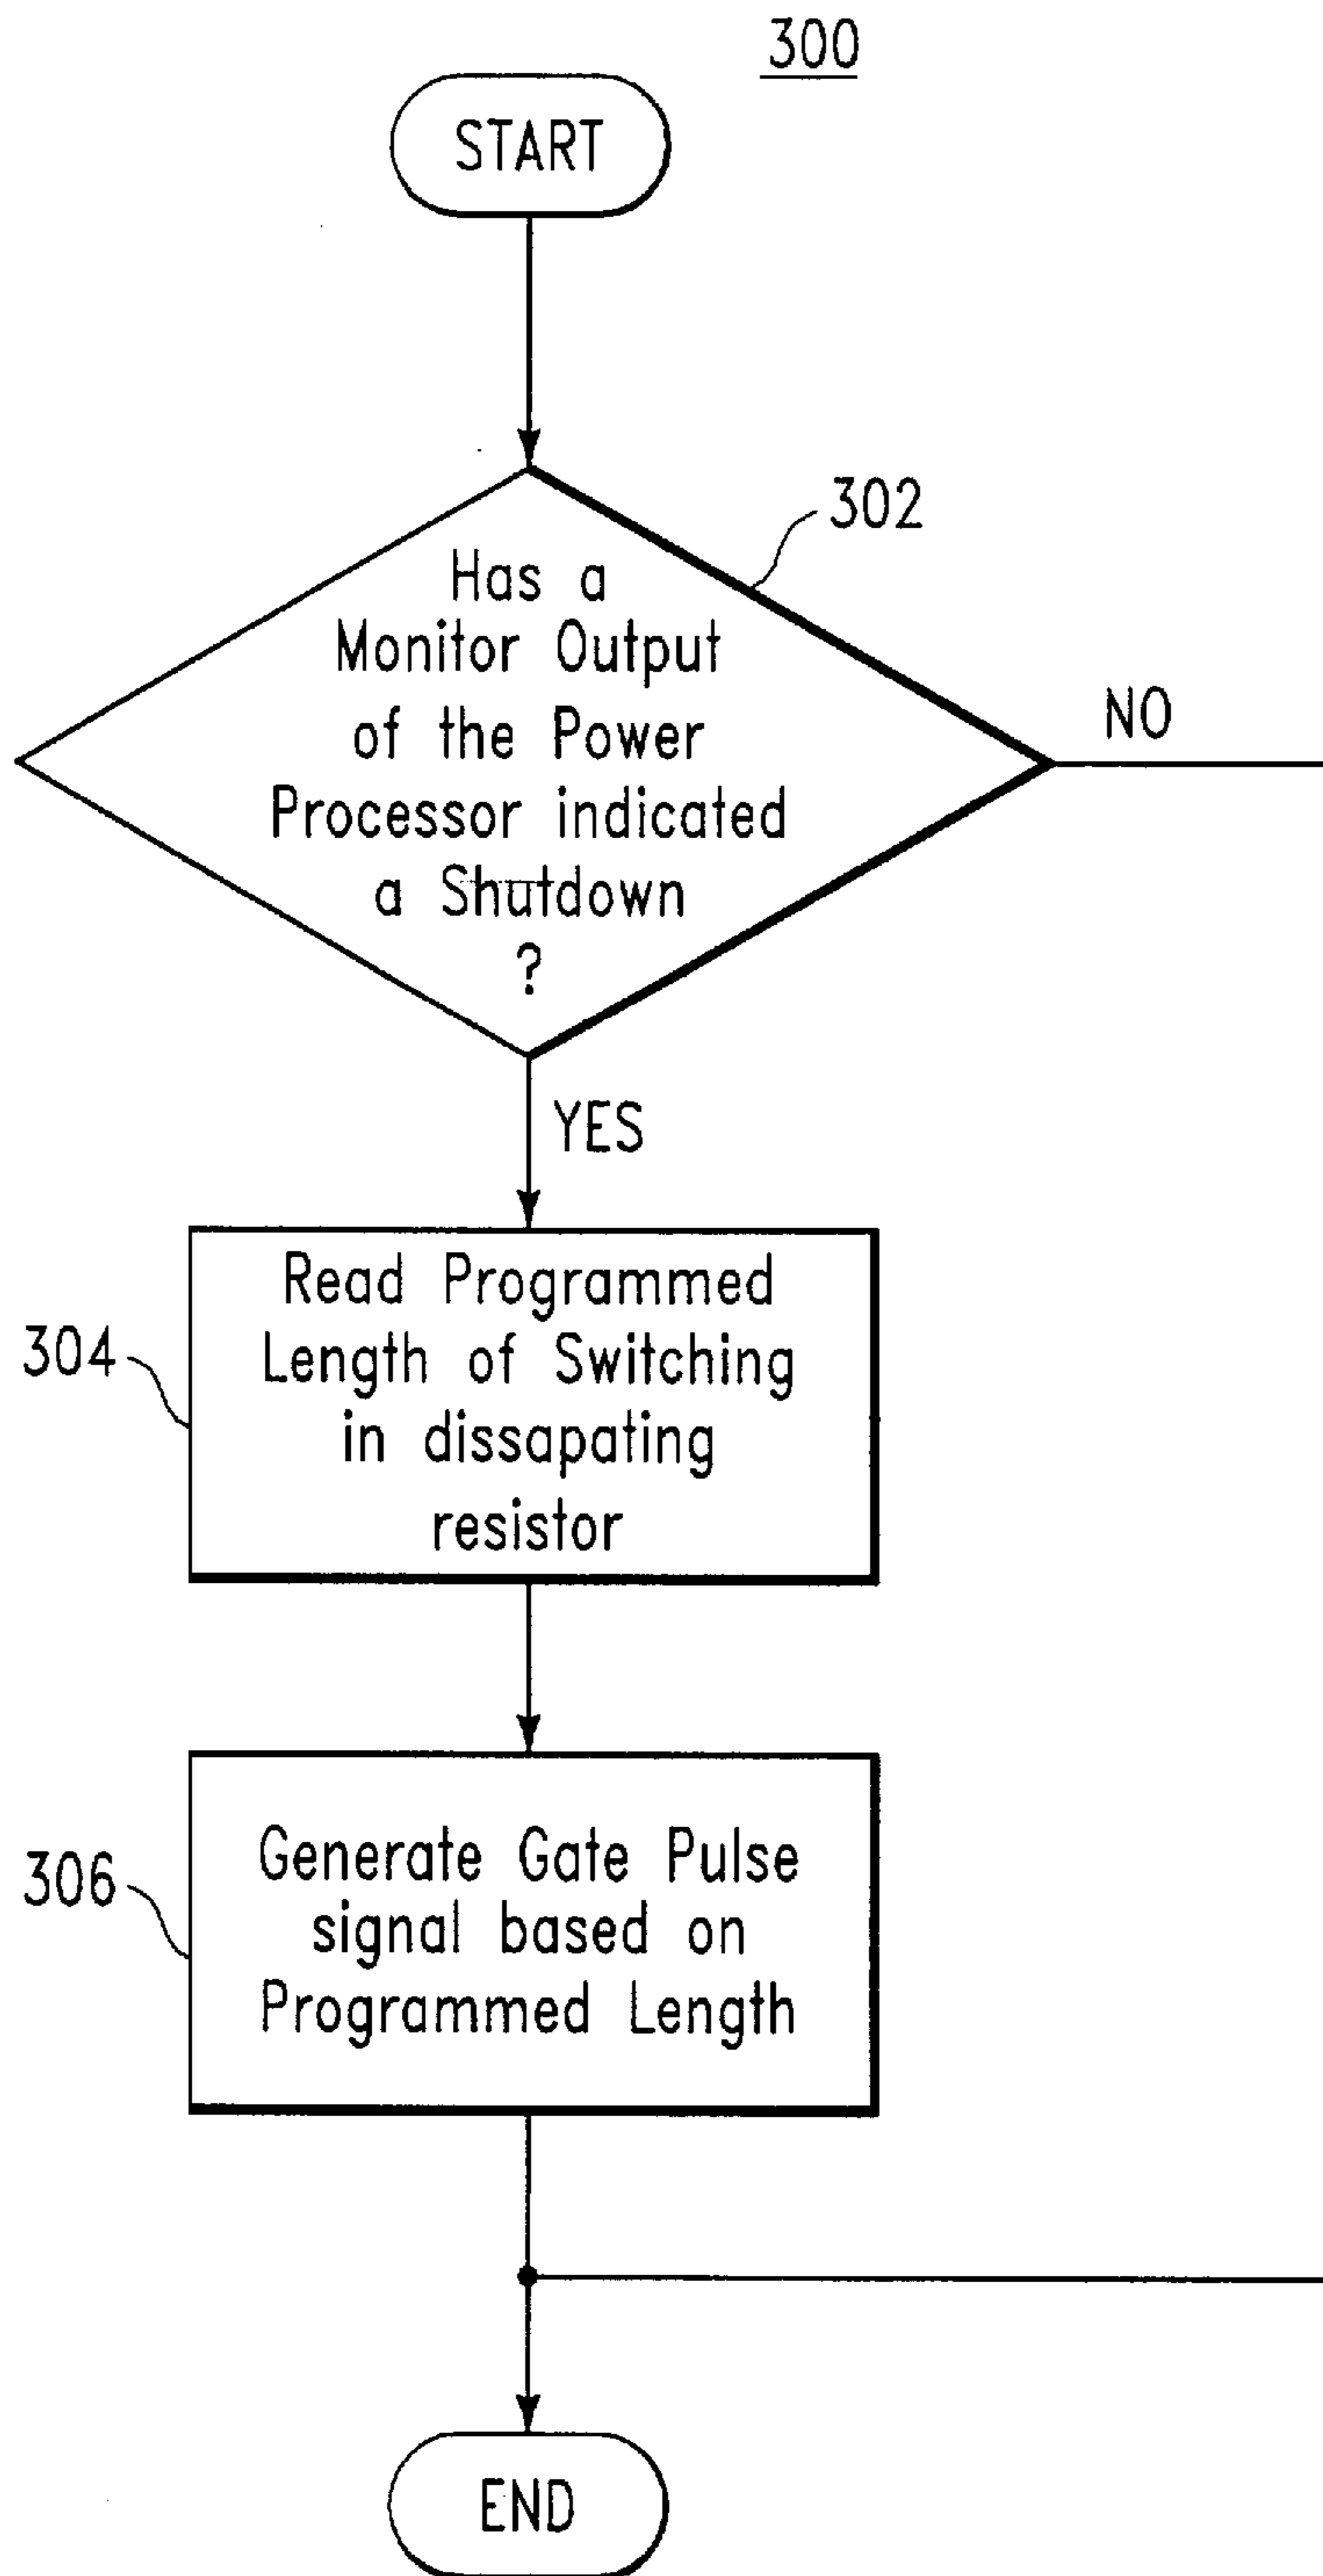 300
START
302
Has a
Monitor Output
of the Power
Processor indicated
a Shutdown
?
NO
YES
304
Read Programmed
Length of Switching
in dissapating
resistor
306
Generate Gate Pulse
signal based on
Programmed Length
END